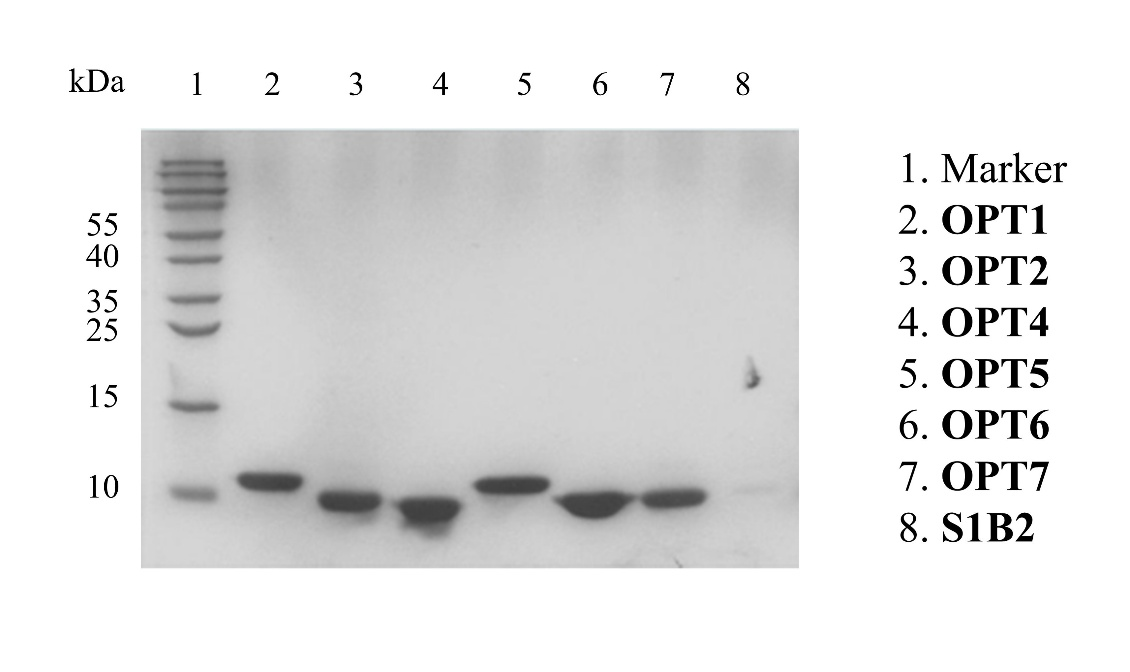 kDa 1 2 3 4 5 6 7 8
55
40
35
25
15
10
1. Marker
2. OPT1
3. OPT2
4. OPT4
5. OPT5
6. OPT6
7. OPT7
8. S1B2